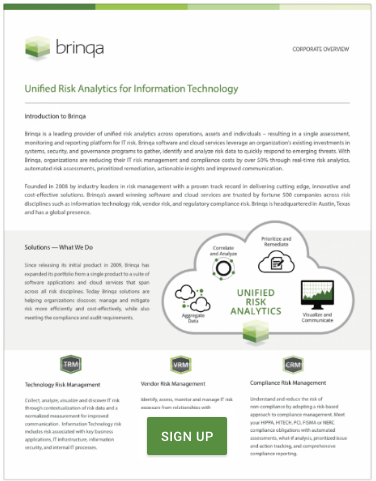 brinqa
CORPORATE OVERVIEW
Unified Risk Analytics for Information Technology
Introduction to Brinqa
Brinqa is a leading provider of unified risk analytics across operations, assets and individuals – resulting in a single assessment,
monitoring and reporting platform for IT risk. Brinqa software and cloud services leverage an organization's existing investments in
systems, security, and governance programs to gather, identify and analyze risk data to quickly respond to emerging threats. With
Brinqa, organizations are reducing their IT risk management and compliance costs by over 50% through real-time risk analytics,
automated risk assessments, prioritized remediation, actionable insights and improved communication.
Founded in 2008 by industry leaders in risk management with a proven track record in delivering cutting edge, innovative and
cost-effective solutions. Brinqa's award winning software and cloud services are trusted by fortune 500 companies across risk
disciplines such as information technology risk, vendor risk, and regulatory compliance risk. Brinqa is headquartered in Austin, Texas
and has a global presence.
Solutions — What We Do
Since releasing its initial product in 2009, Brinqa has
expanded its portfolio from a single product to a suite of
software applications and cloud services that span
across all risk disciplines. Today Brinqa solutions are
helping organizations discover, manage and mitigate
risk more efficiently and cost-effectively, while also
meeting the compliance and audit requirements.
Correlate
and Analyze
Prioritize and
Remediate
Aggregate
Data
UNIFIED
RISK
ANALYTICS
Visualize and
Communicate
TRM
Technology Risk Management
Collect, analyze, visualize and discover IT risk
through contextualization of risk data and a
normalized measurement for improved
communication. Information Technology risk
includes risk associated with key business
applications, IT infrastructure, information
security, and internal IT processes.
VRM
Vendor Risk Management
Identify, assess, monitor and manage IT risk
exposure from relationships with
SIGN UP
CRM
Compliance Risk Management
Understand and reduce the risk of
non-compliance by adopting a risk-based
approach to compliance management. Meet
your HIPPA, HITECH, PCI, FISMA or NERC
compliance obligations with automated
assessments, what-if analysis, prioritized issue
and action tracking, and comprehensive
compliance reporting.